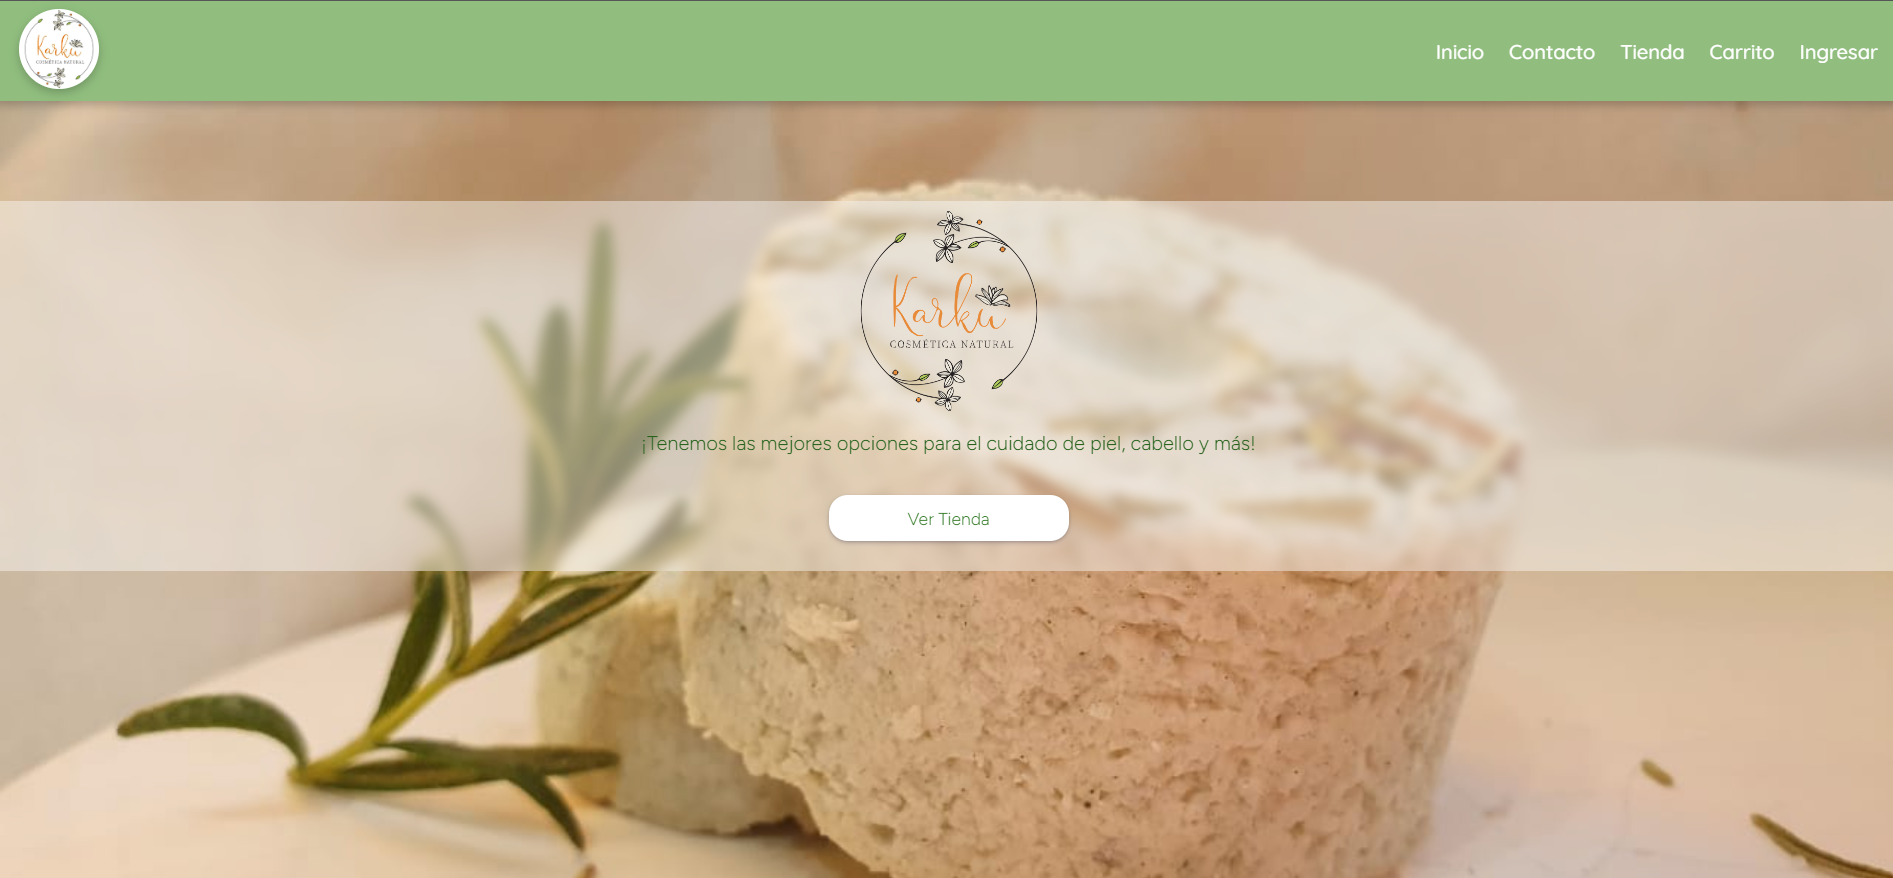 Karku
COSMÉTICA NATURAL
Inicio Contacto Tienda Carrito Ingresar
Karku
COSMÉTICA NATURAL
¡Tenemos las mejores opciones para el cuidado de piel, cabello y más!
Ver Tienda